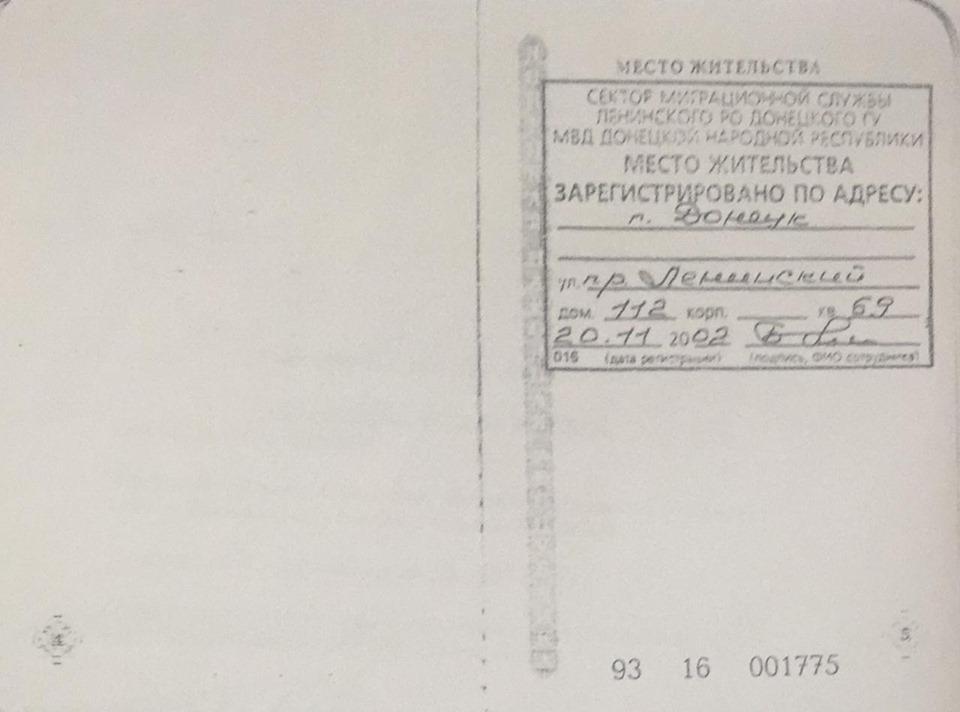 МЕСТО ЖИТЕЛЬСТВА
СЕКТОР МИГРАЦИОННОЙ СЛУЖБЫ
ЛЕНИНСКОГО РО ДОНЕЦКОГО ГУ
МВД ДОНЕЦКОЙ НАРОДНОЙ РЕСПУБЛИКИ
МЕСТО ЖИТЕЛЬСТВА
ЗАРЕГИСТРИРОВАНО ПО АДРЕСУ:
г. Донецк
ул. пр. Ленинский
дом. 112 корп. кв 69
20.11 2002
016 (дата регистрации) (подпись, ФИО сотрудника)
4 5
93 16 001775